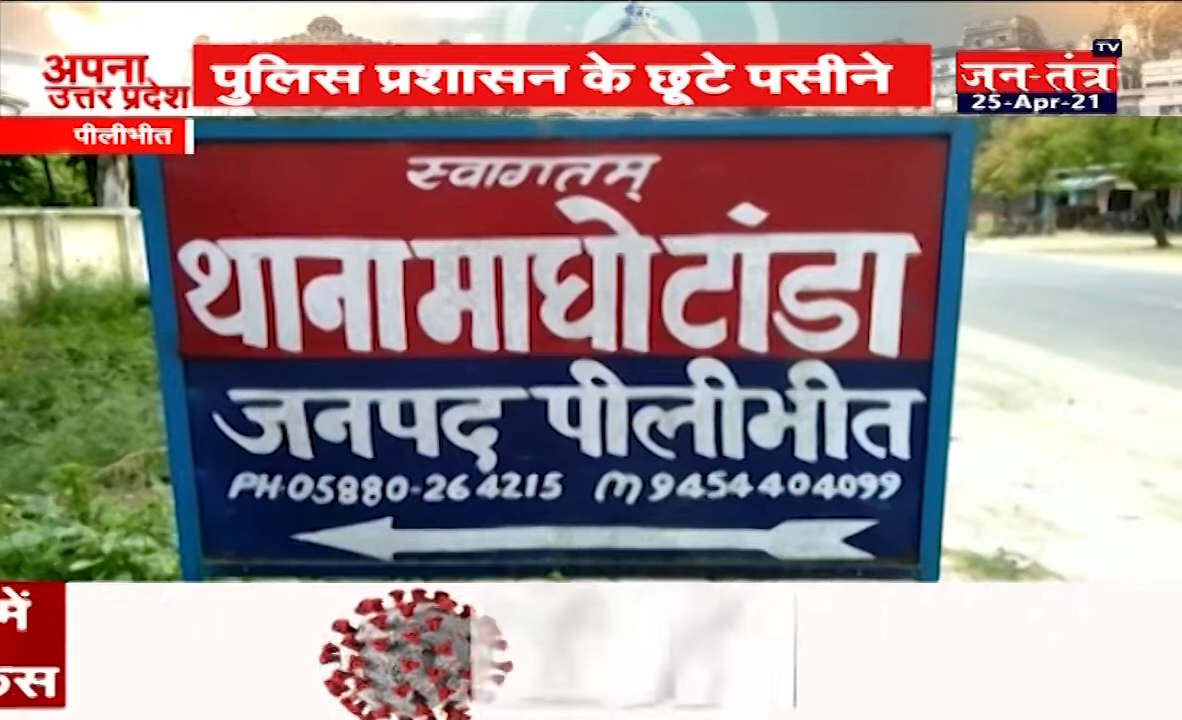 अपना
उत्तर प्रदेश
पुलिस प्रशासन के छूटे पसीने
जन-तंत्र TV
25-Apr-21
पीलीभीत
स्वागतम्
थाना माघोटांडा
जनपद पीलीभीत
PH-05880-264215 M 9454404099
में